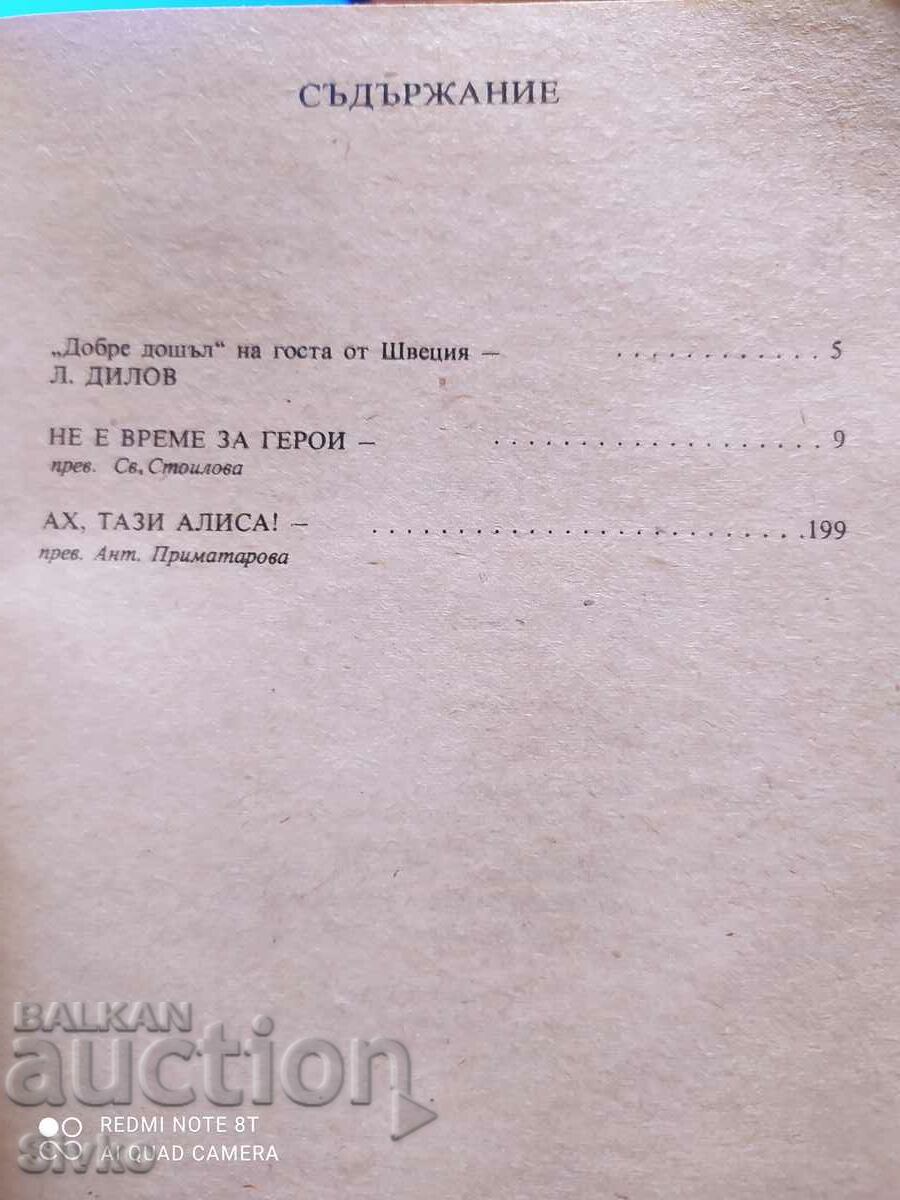 СЪДЪРЖАНИЕ
„Добре дошъл“ на госта от Швеция — . . . . . . . . . . . . 5
Л. ДИЛОВ
НЕ Е ВРЕМЕ ЗА ГЕРОИ — . . . . . . . . . . . . . . . . . . . 9
прев. Св. Стоилова
АХ, ТАЗИ АЛИСА! — . . . . . . . . . . . . . . . . . . . . . . . . . 199
прев. Ант. Приматарова
BALKAN
auction
REDMI NOTE 8T
AI QUAD CAMERA
Sivko